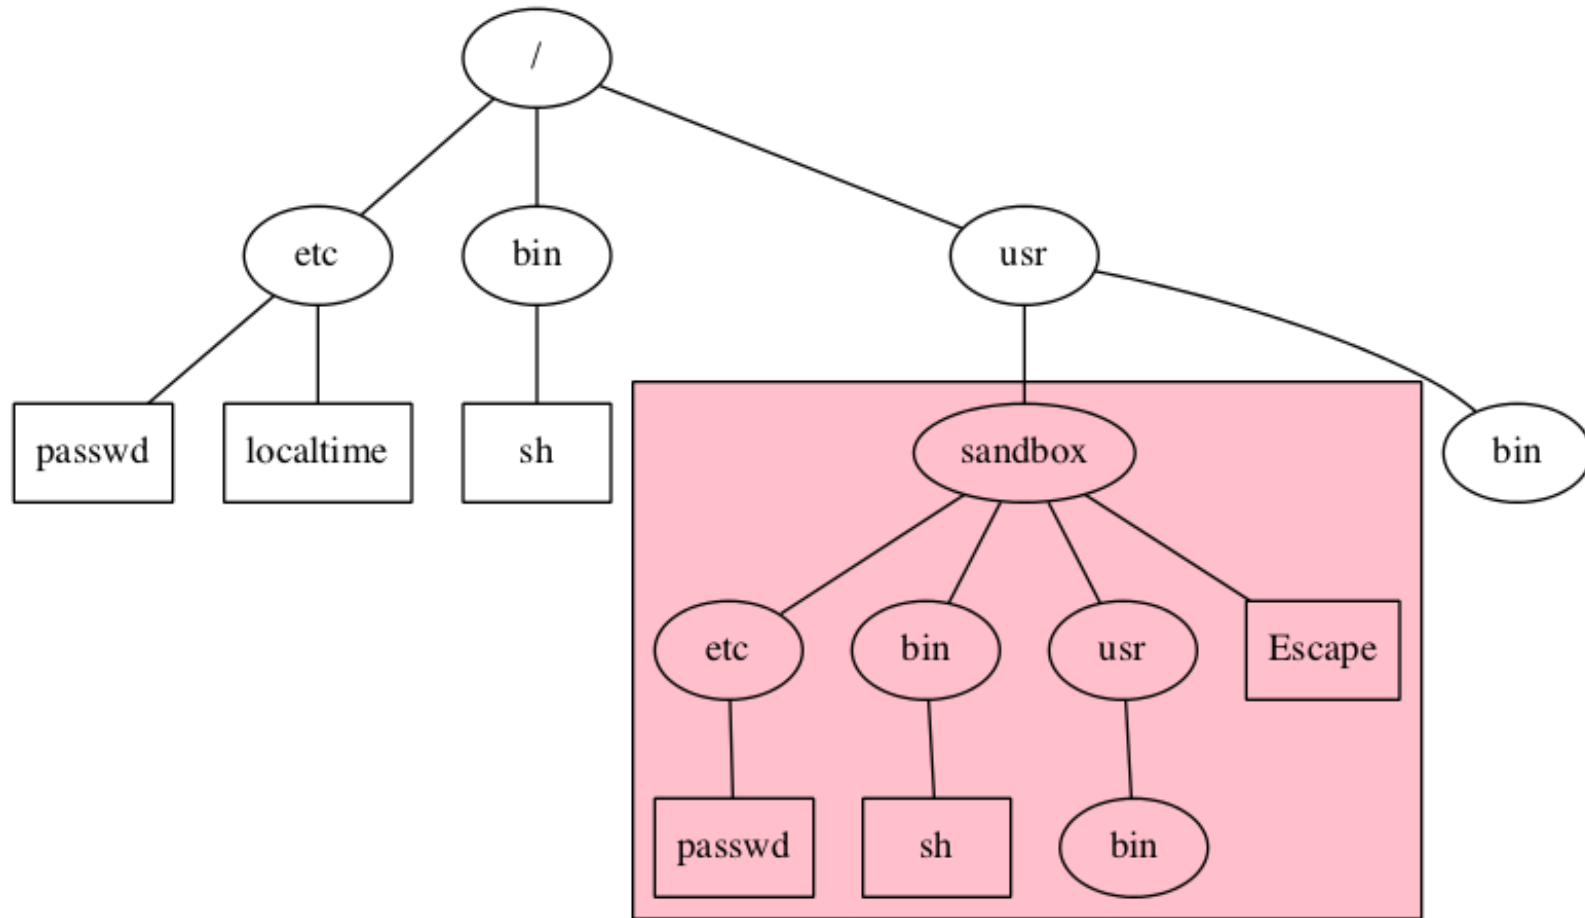 /
etc
bin
usr
passwd
localtime
sh
sandbox
bin
etc
bin
usr
Escape
passwd
sh
bin